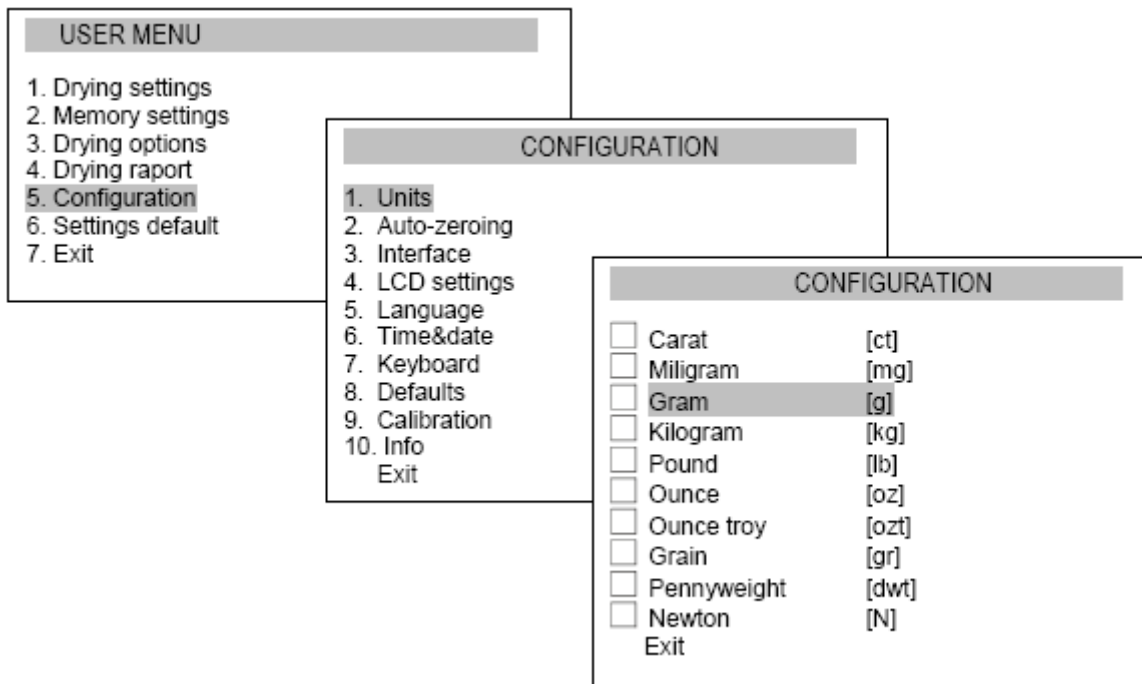 USER MENU
1. Drying settings
2. Memory settings
3. Drying options
4. Drying raport
5. Configuration
6. Settings default
7. Exit
CONFIGURATION
1. Units
2. Auto-zeroing
3. Interface
4. LCD settings
5. Language
6. Time&date
7. Keyboard
8. Defaults
9. Calibration
10. Info
Exit
CONFIGURATION
Carat [ct]
Miligram [mg]
Gram [g]
Kilogram [kg]
Pound [lb]
Ounce [oz]
Ounce troy [ozt]
Grain [gr]
Pennyweight [dwt]
Newton [N]
Exit